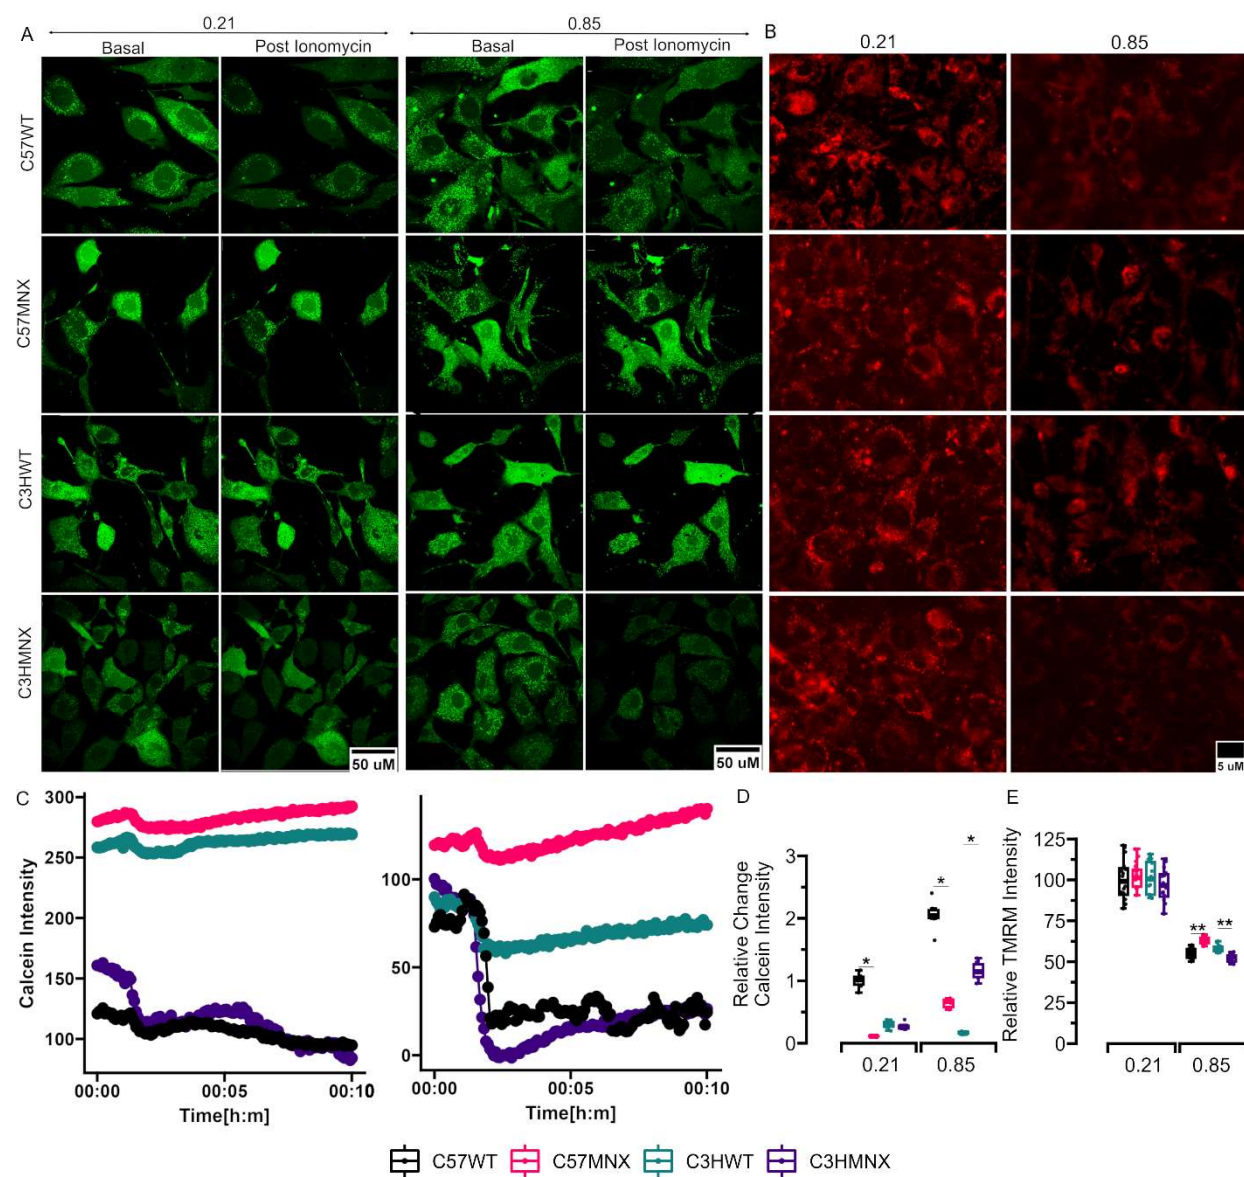 A
0.21
0.85
B
0.21
0.85
Basal
Post Ionomycin
Basal
Post Ionomycin
C57WT
C57MNX
C3HWT
C3HMNX
50 uM
50 uM
5 uM
C
Calcein Intensity
300
250
200
150
100
00:00
00:05
00:10
Time[h:m]
100
50
0
00:00
00:05
00:10
Time[h:m]
D
Relative Change
Calcein Intensity
3
2
1
0
*
*
*
0.21
0.85
E
Relative TMRM Intensity
125
100
75
50
25
0
**
**
0.21
0.85
C57WT
C57MNX
C3HWT
C3HMNX